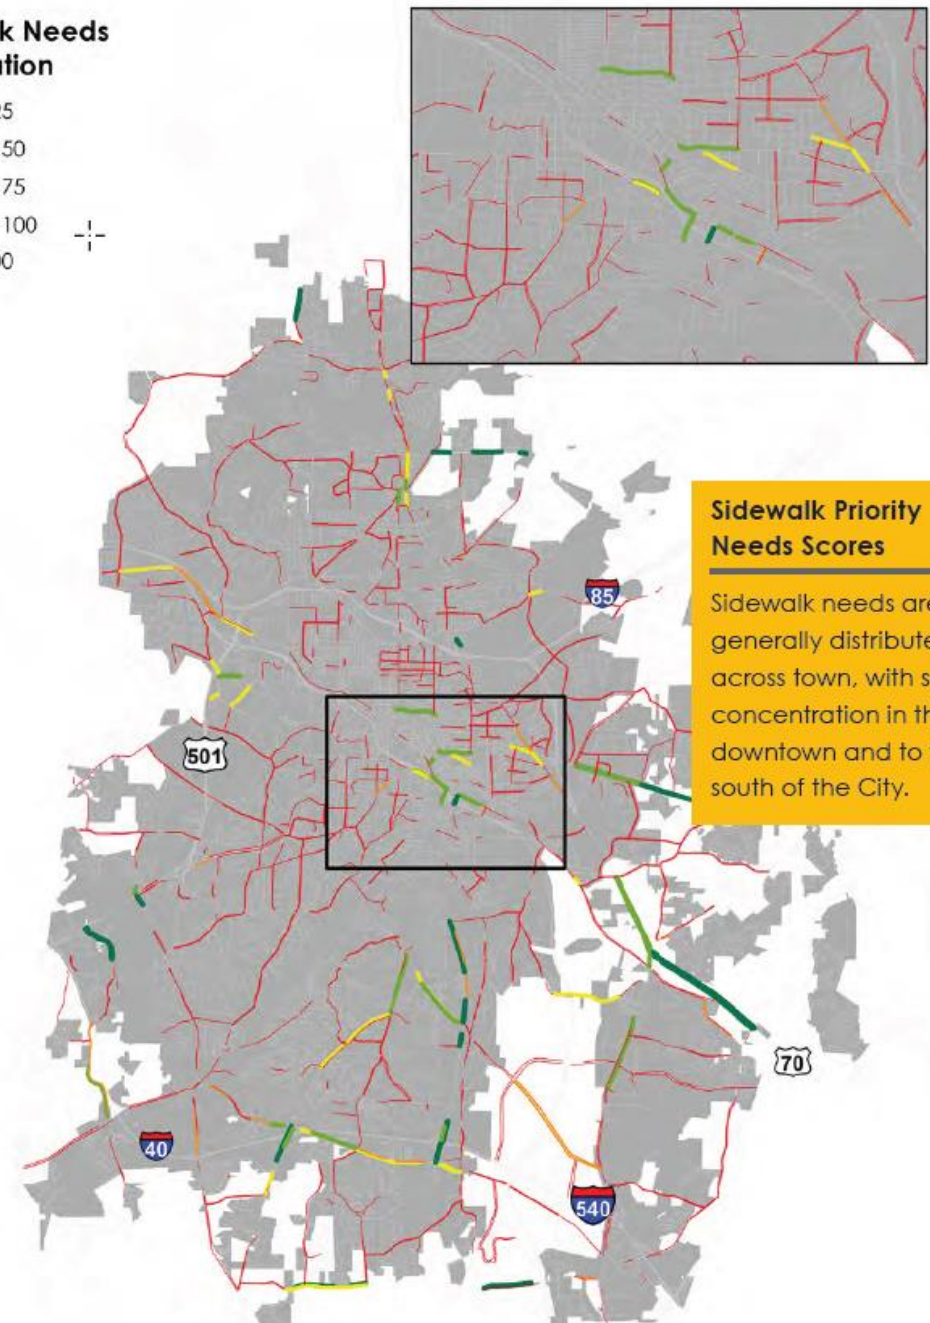 k Needs
ation
25
50
75
100
00
Sidewalk Priority
Needs Scores
Sidewalk needs are
generally distribute
across town, with s
concentration in th
downtown and to
south of the City.
85
501
70
40
540